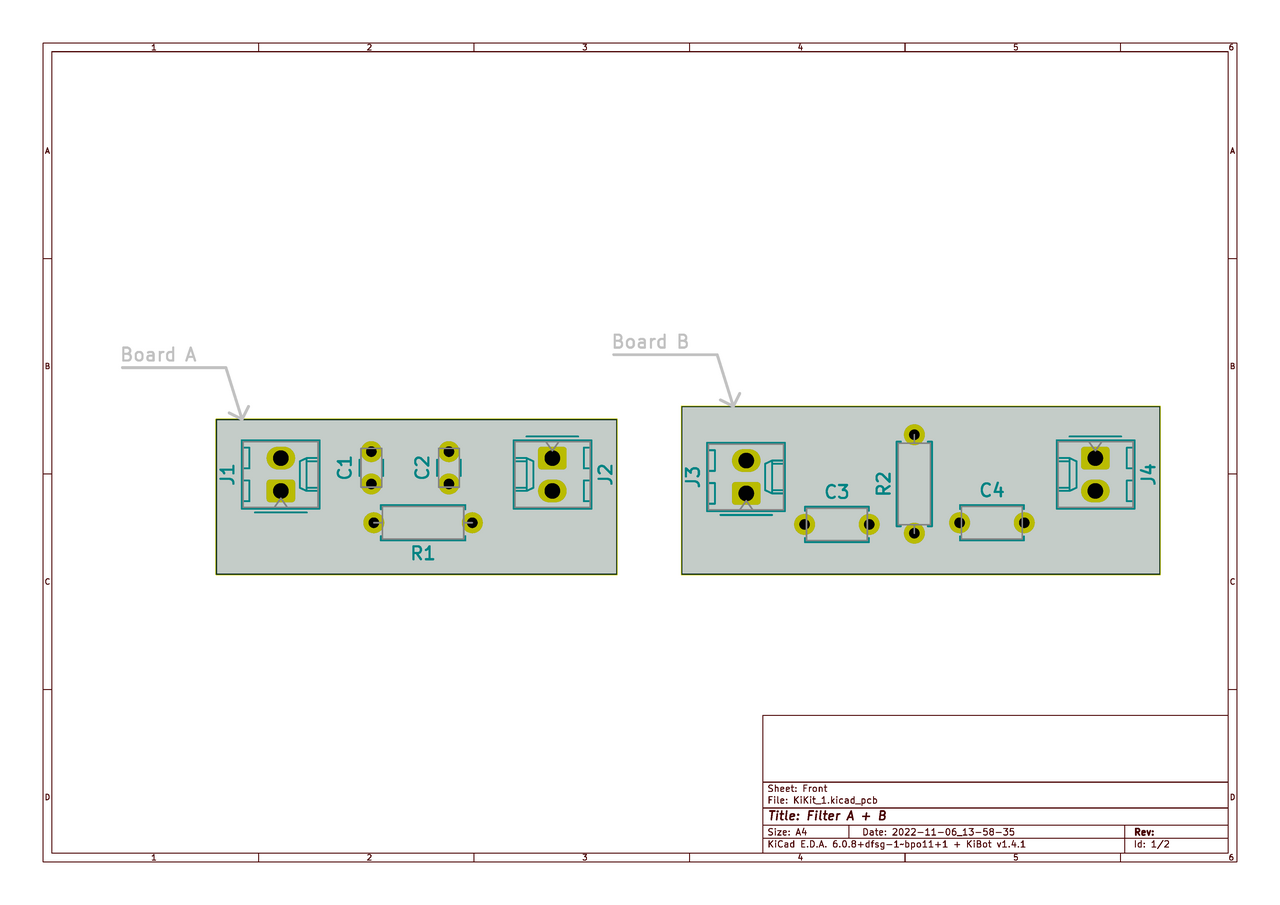 1 2 3 4 5 6
A A
Board B
Board A
B B
J1 C1 C2 J2 J3 C3 R2 C4 J4
R1
C C
Sheet: Front
File: KiKit_1.kicad_pcb
D D
Title: Filter A + B
Size: A4 Date: 2022-11-06_13-58-35 Rev:
KiCad E.D.A. 6.0.8+dfsg-1-bpo11+1 + KiBot v1.4.1 Id: 1/2
1 2 3 4 5 6